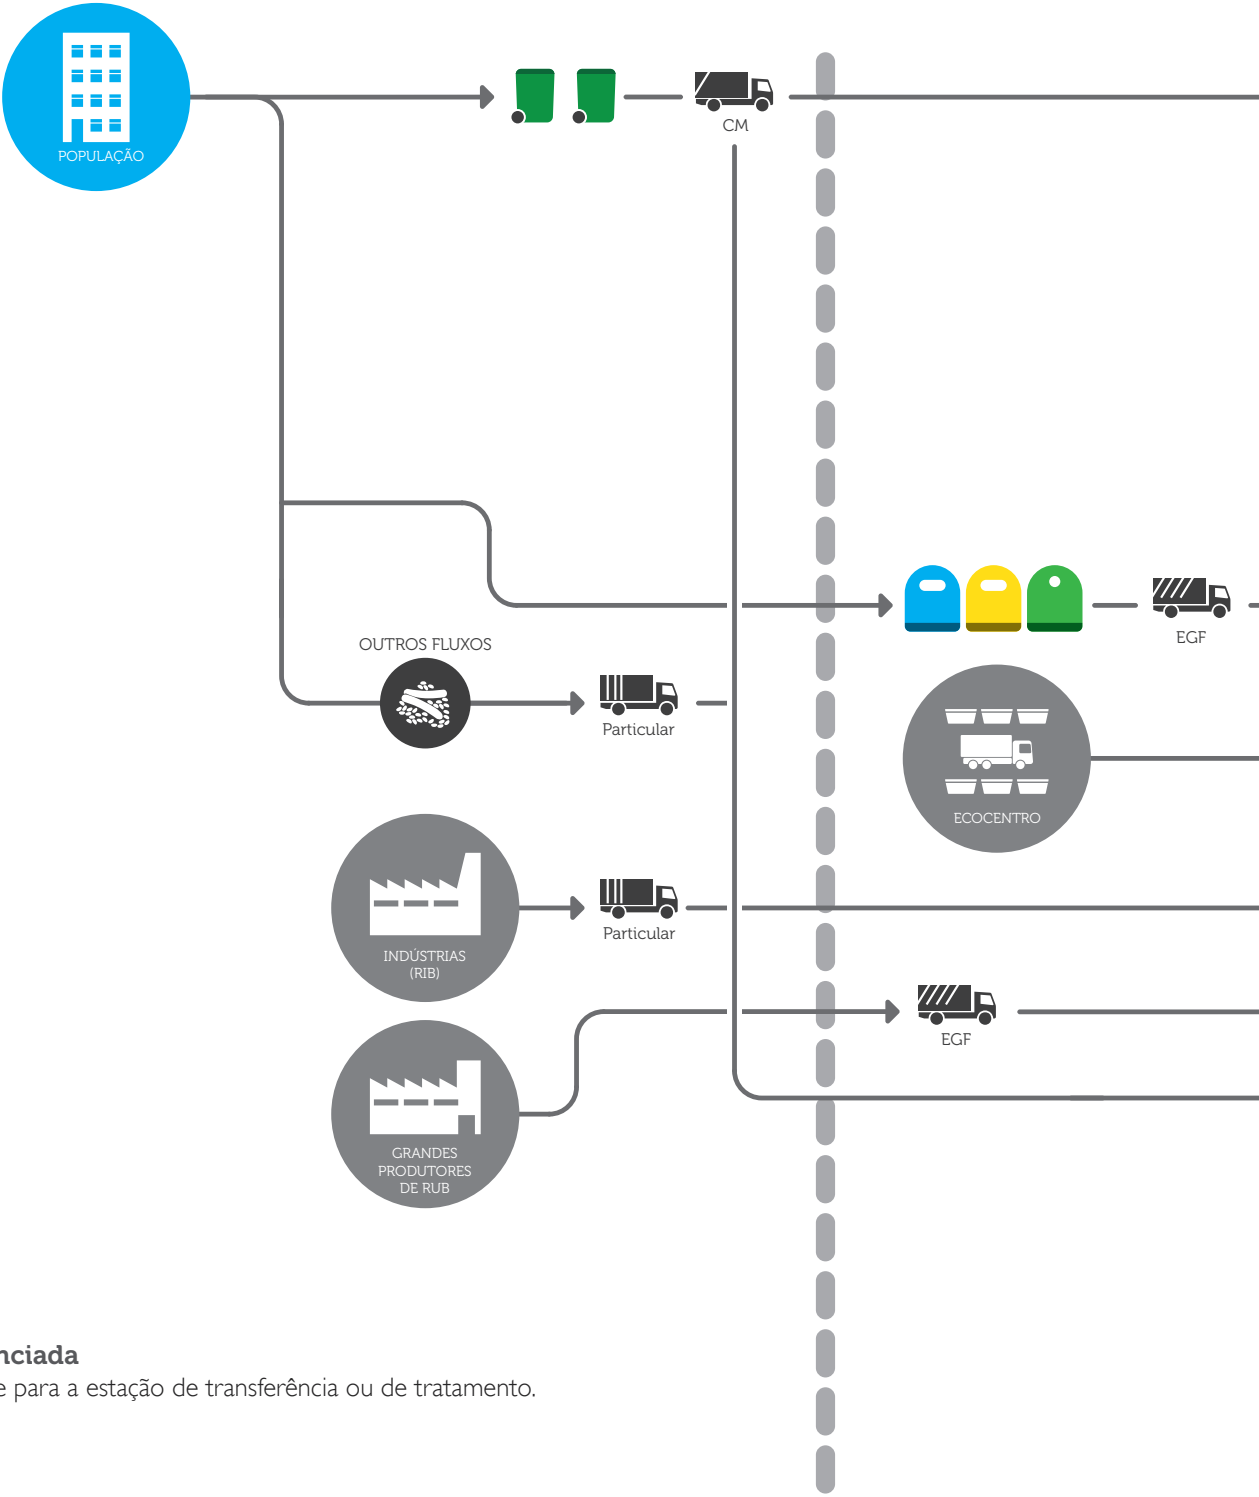 POPULAÇÃO
CM
EGF
OUTROS FLUXOS
Particular
ECOCENTRO
Particular
INDÚSTRIAS
(RIB)
EGF
GRANDES
PRODUTORES
DE RUB
nciada
e para a estação de transferência ou de tratamento.